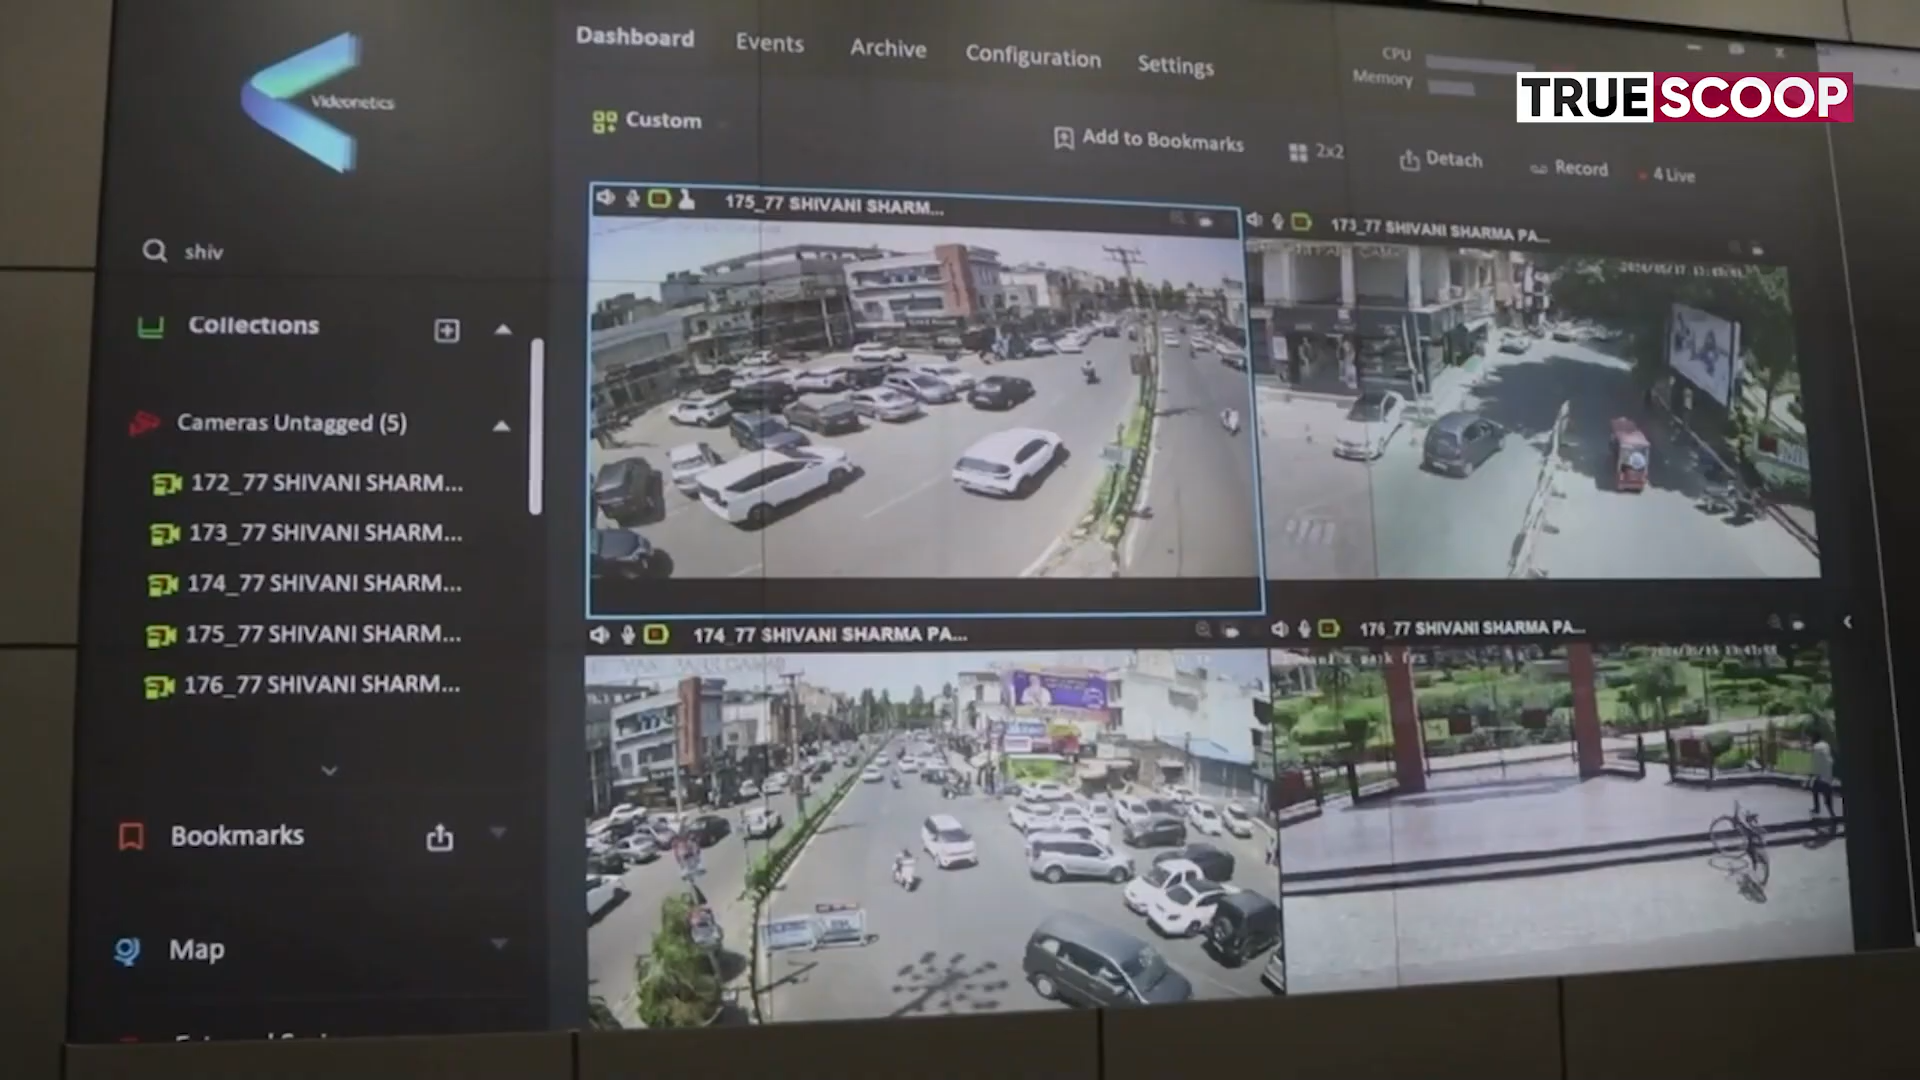 Videonetics
Dashboard Events Archive Configuration Settings
CPU
Memory
TRUE SCOOP
Custom
Add to Bookmarks 2x2 Detach Record 4 Live
shiv
Collections
Cameras Untagged (5)
172_77 SHIVANI SHARM...
173_77 SHIVANI SHARM...
174_77 SHIVANI SHARM...
175_77 SHIVANI SHARM...
176_77 SHIVANI SHARM...
Bookmarks
Map
175_77 SHIVANI SHARM...
173_77 SHIVANI SHARMA PA...
174_77 SHIVANI SHARMA PA...
176_77 SHIVANI SHARMA PA...